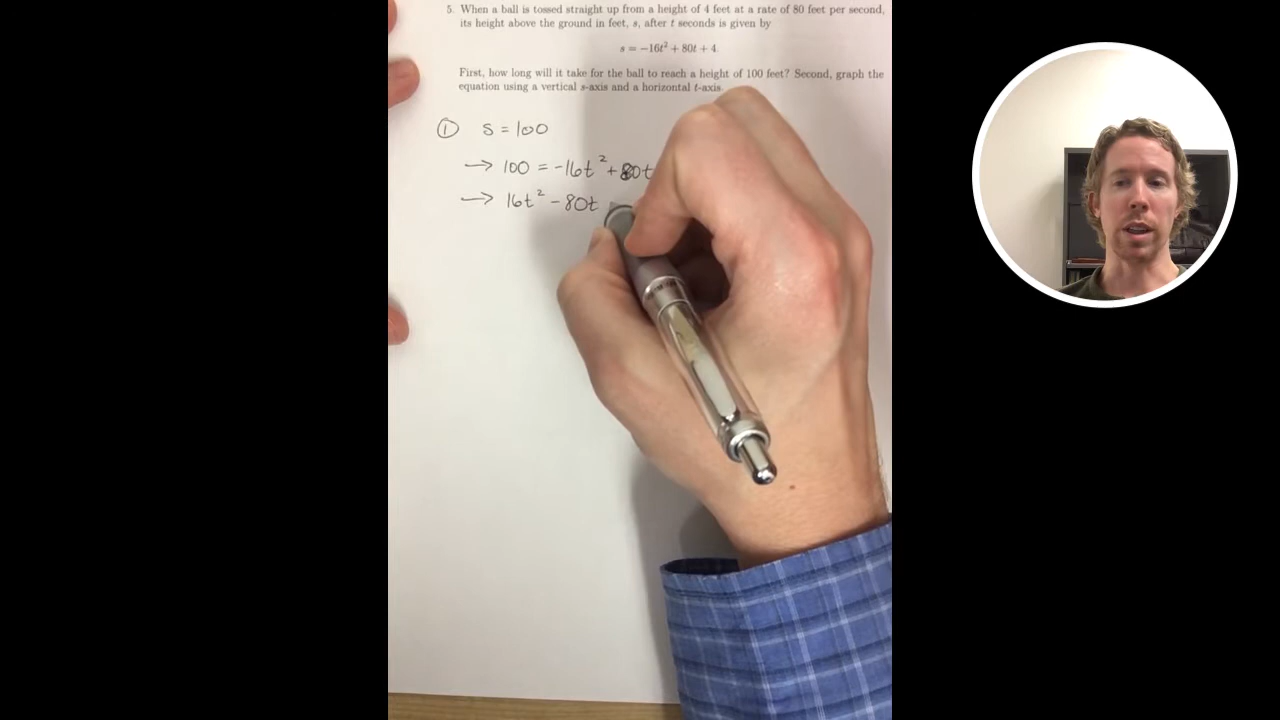 5. When a ball is tossed straight up from a height of 4 feet at a rate of 80 feet per second,
its height above the ground in feet, s, after t seconds is given by
s = −16t² + 80t + 4.
First, how long will it take for the ball to reach a height of 100 feet? Second, graph the
equation using a vertical s-axis and a horizontal t-axis.
① s = 100
→ 100 = -16t² + 80t
→ 16t² - 80t